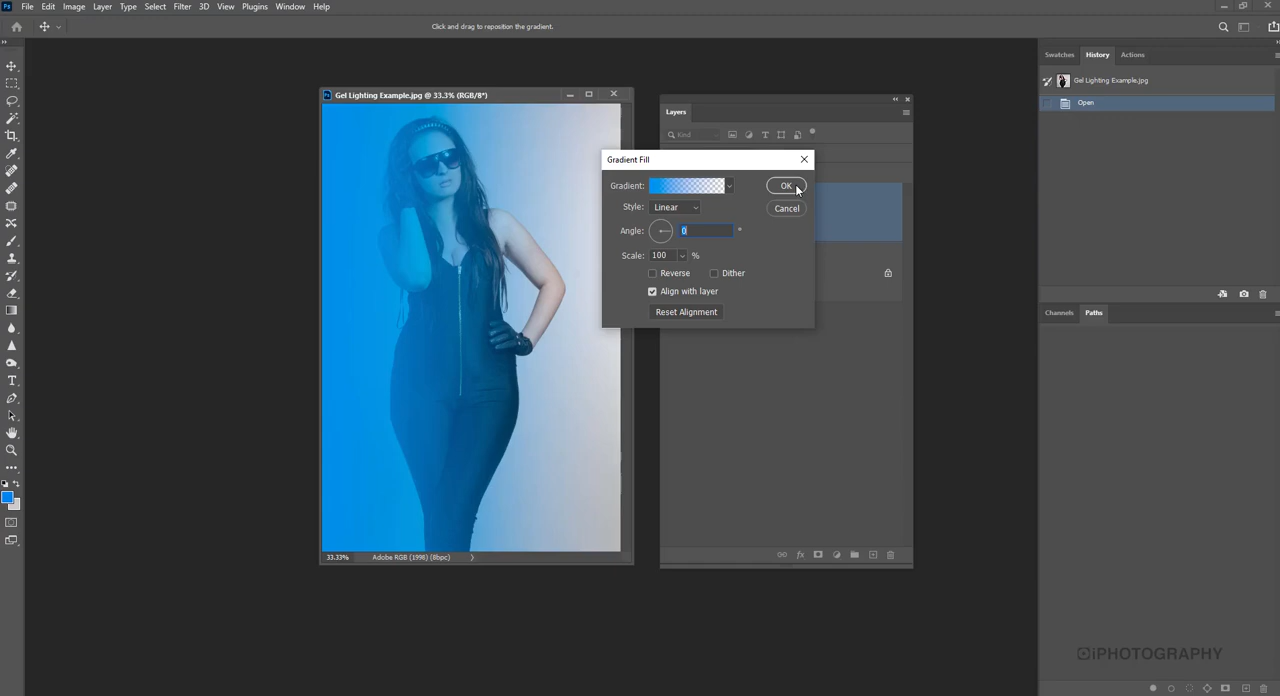 Ps File Edit Image Layer Type Select Filter 3D View Plugins Window Help
Click and drag to reposition the gradient.
Swatches History Actions
Gel Lighting Example.jpg
Open
Gel Lighting Example.jpg @ 33.3% (RGB/8*)
Layers
Kind
Gradient Fill
Gradient: OK
Style: Linear Cancel
Angle: 0 °
Scale: 100 %
Reverse Dither
Align with layer
Reset Alignment
Channels Paths
33.33% Adobe RGB (1998) (8bpc)
iPHOTOGRAPHY